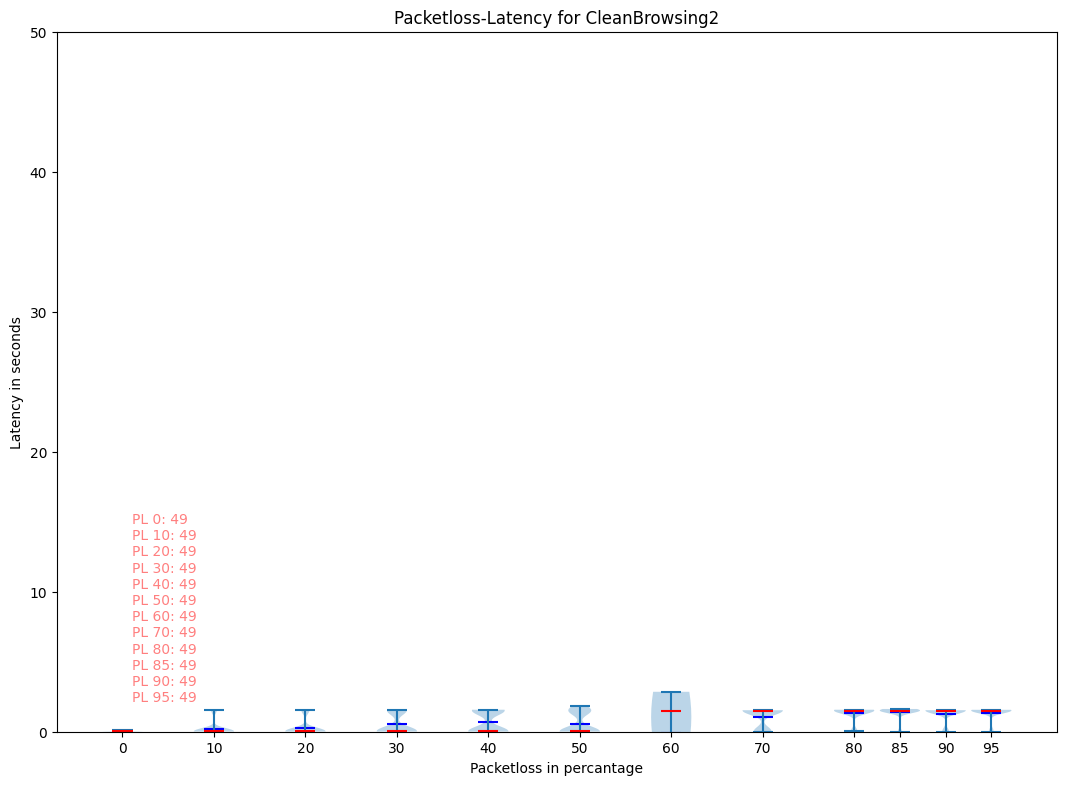 Packetloss-Latency for CleanBrowsing2
50
40
30
20
10
0
Latency in seconds
PL 0: 49
PL 10: 49
PL 20: 49
PL 30: 49
PL 40: 49
PL 50: 49
PL 60: 49
PL 70: 49
PL 80: 49
PL 85: 49
PL 90: 49
PL 95: 49
0 10 20 30 40 50 60 70 80 85 90 95
Packetloss in percantage